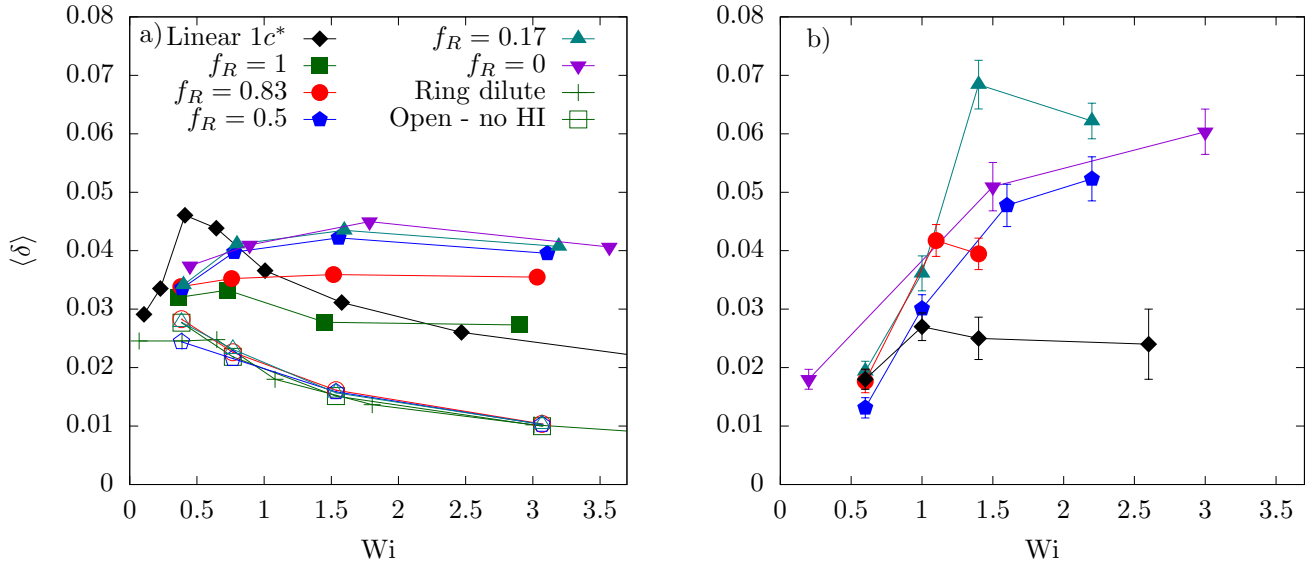 a)
Linear 1c*
f_R = 1
f_R = 0.83
f_R = 0.5
f_R = 0.17
f_R = 0
Ring dilute
Open - no HI
⟨δ⟩
0.08
0.07
0.06
0.05
0.04
0.03
0.02
0.01
0
0 0.5 1 1.5 2 2.5 3 3.5
Wi
b)
0.08
0.07
0.06
0.05
0.04
0.03
0.02
0.01
0
0 0.5 1 1.5 2 2.5 3 3.5
Wi